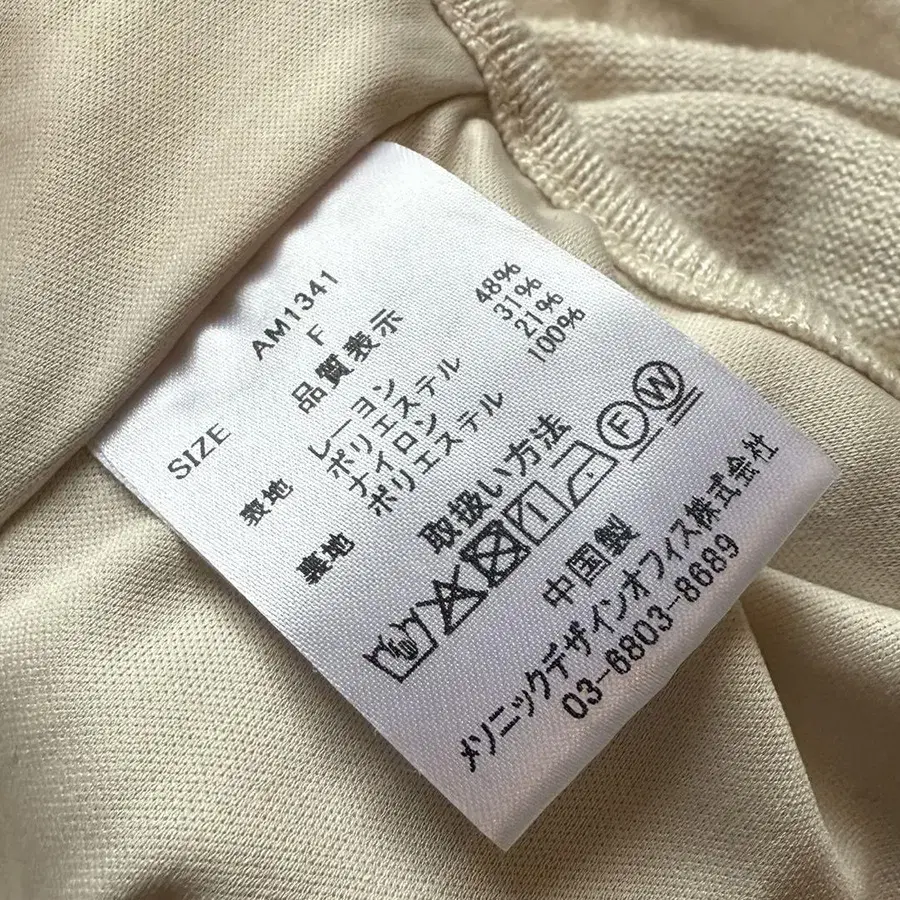 AM1341
SIZE F
品質表示
表地 レーヨン 48%
ポリエステル 31%
ナイロン 21%
裏地 ポリエステル 100%
取扱い方法
F W
中国製
メソニックデザインオフィス株式会社
03-6803-8689